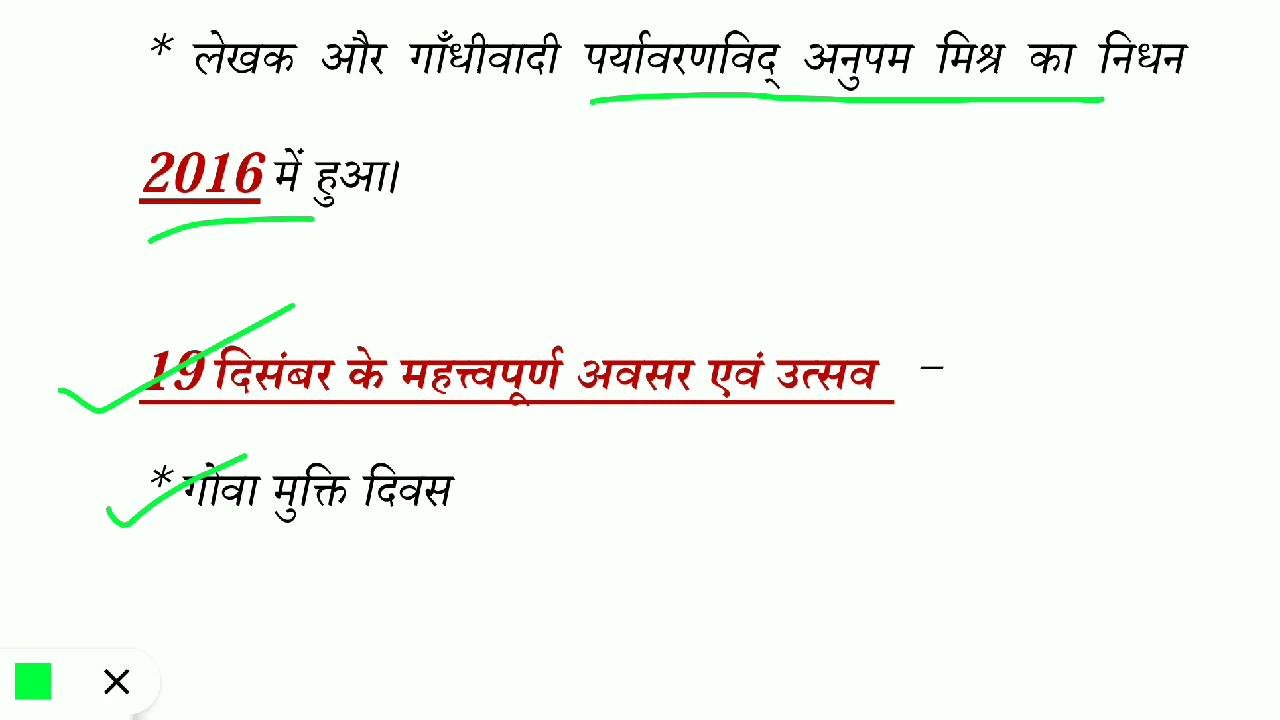 * लेखक और गाँधीवादी पर्यावरणविद् अनुपम मिश्र का निधन
2016 में हुआ।
19 दिसंबर के महत्त्वपूर्ण अवसर एवं उत्सव –
* गोवा मुक्ति दिवस